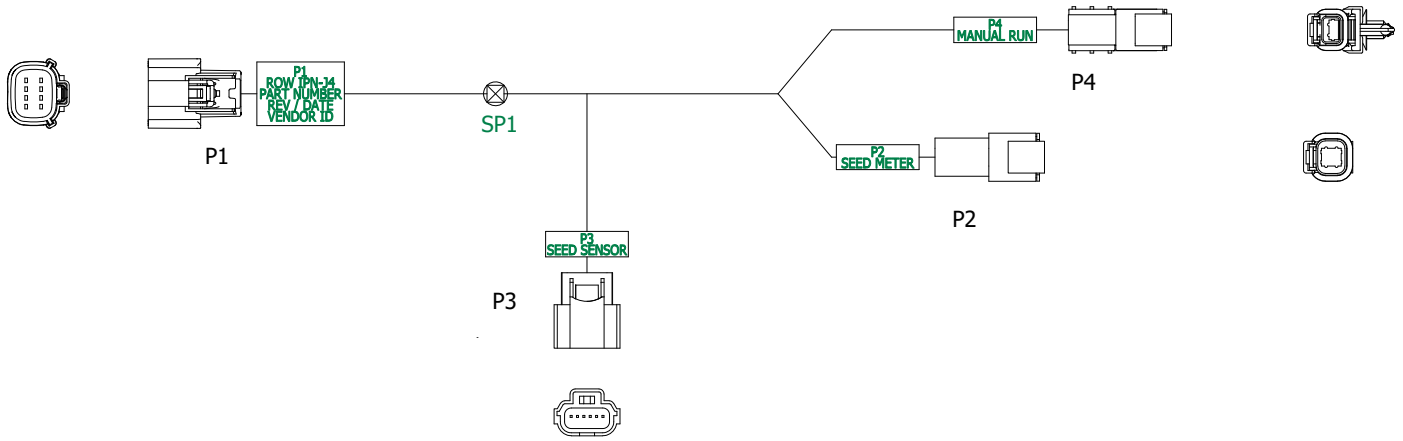 P4
MANUAL RUN
P4
P1
ROW IPN-J4
PART NUMBER
REV / DATE
VENDOR ID
P1
SP1
P2
SEED METER
P2
P3
SEED SENSOR
P3